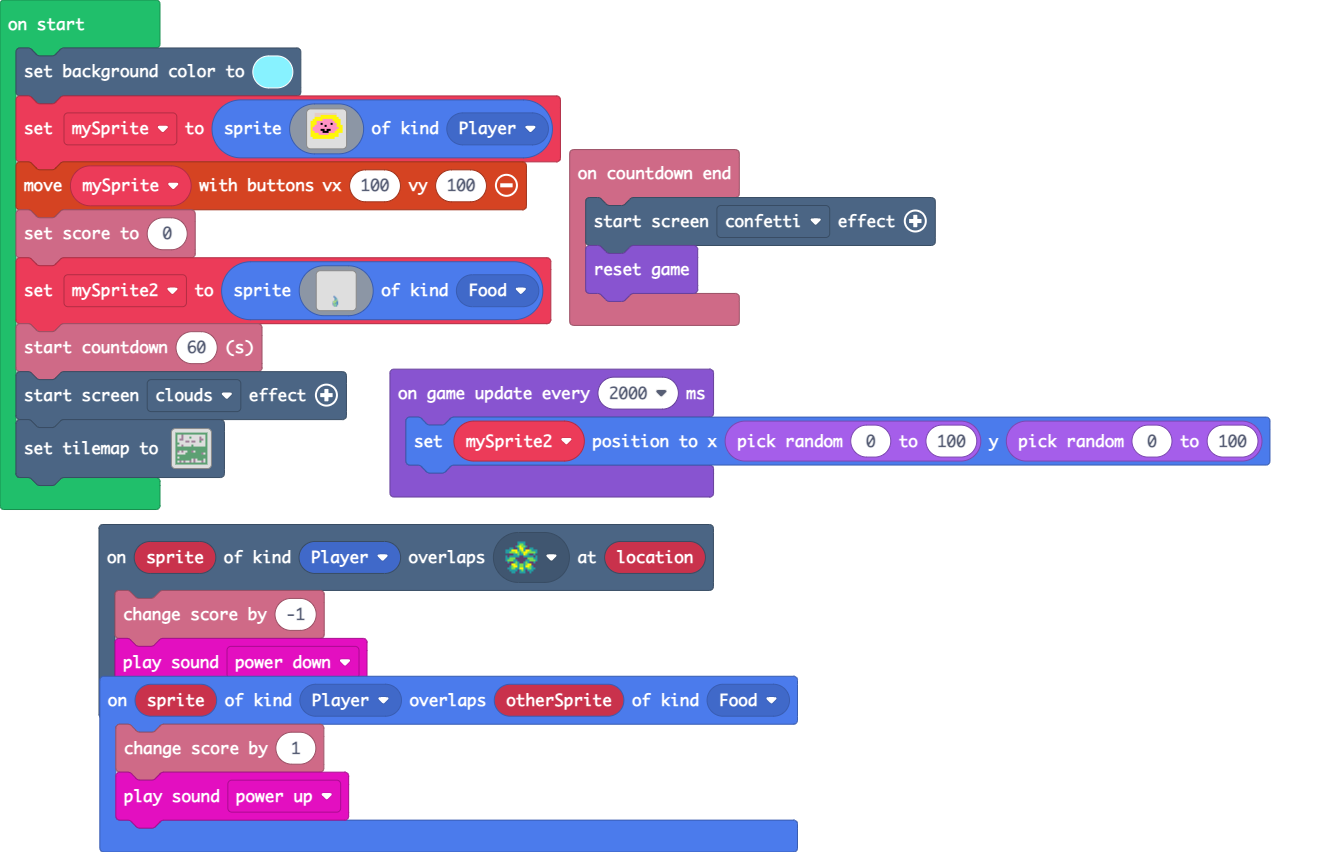 on start
set background color to
set mySprite to sprite of kind Player
move mySprite with buttons vx 100 vy 100
set score to 0
set mySprite2 to sprite of kind Food
start countdown 60 (s)
start screen clouds effect
set tilemap to
on countdown end
start screen confetti effect
reset game
on game update every 2000 ms
set mySprite2 position to x pick random 0 to 100 y pick random 0 to 100
on sprite of kind Player overlaps at location
change score by -1
play sound power down
on sprite of kind Player overlaps otherSprite of kind Food
change score by 1
play sound power up